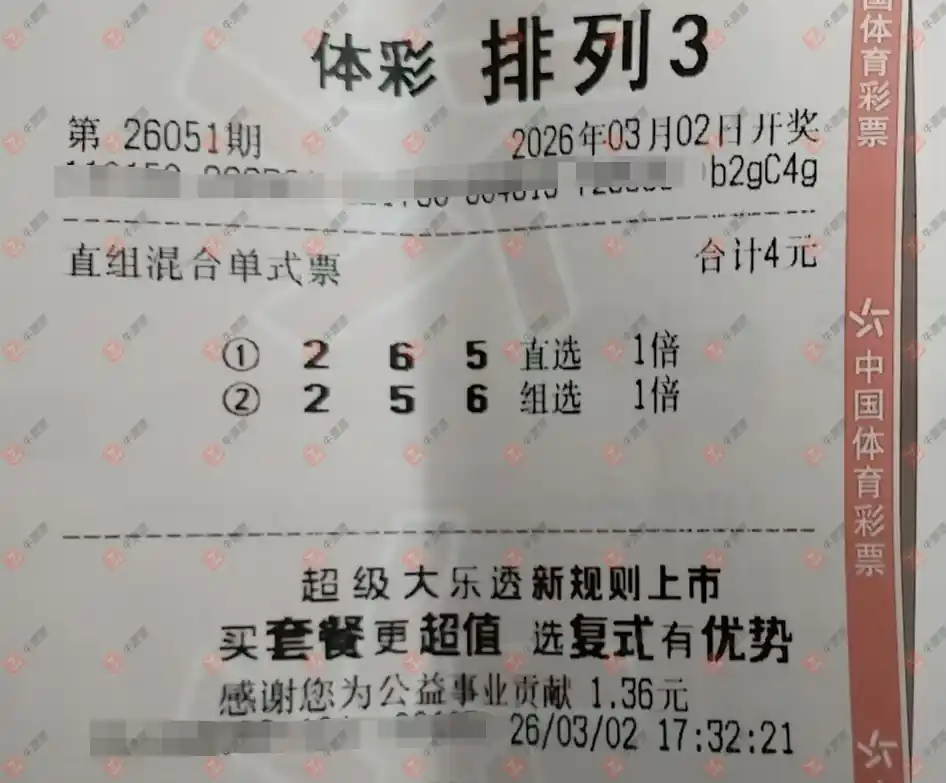 体彩 排列3
第 26051期 2026年03月02日开奖
b2gC4g
直组混合单式票 合计4元
① 2 6 5 直选 1倍
② 2 5 6 组选 1倍
超级大乐透新规则上市
买套餐更超值 选复式有优势
感谢您为公益事业贡献 1.36元
26/03/02 17:32:21
国体育彩票
中国体育彩票